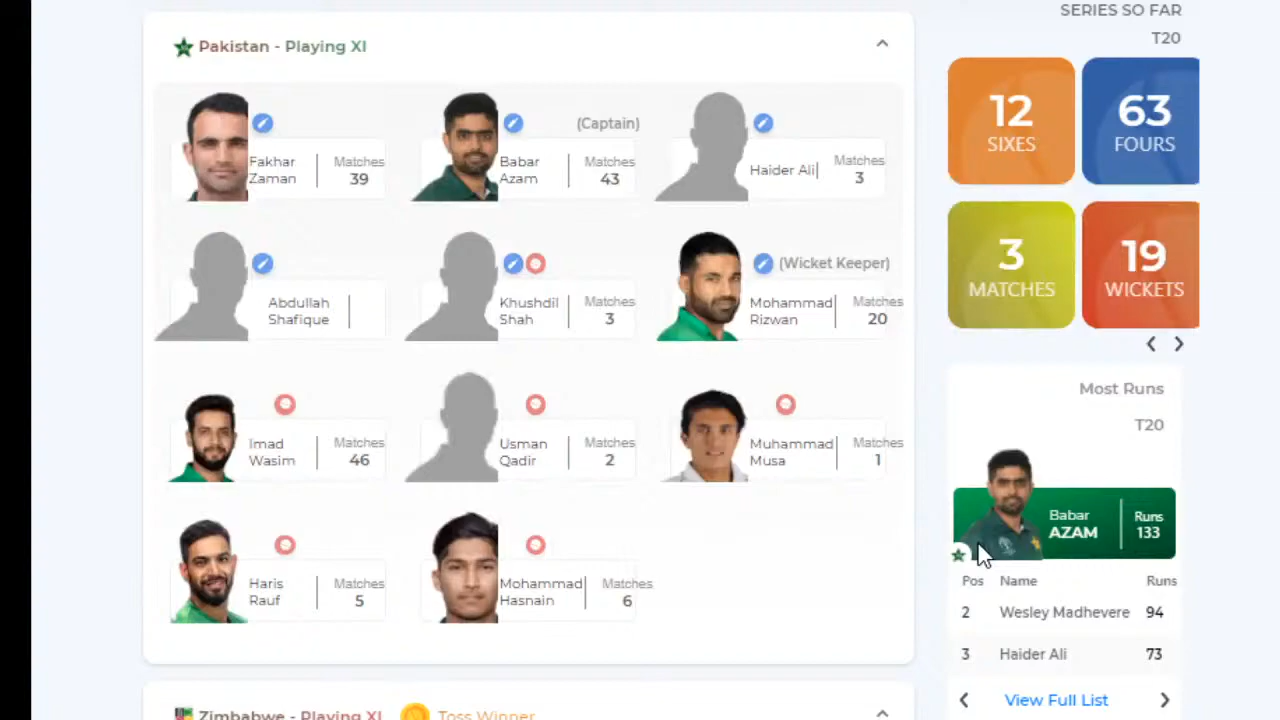 Pakistan - Playing XI
Fakhar
Zaman
Matches
39
(Captain)
Babar
Azam
Matches
43
Haider Ali
Matches
3
Abdullah
Shafique
Khushdil
Shah
Matches
3
(Wicket Keeper)
Mohammad
Rizwan
Matches
20
Imad
Wasim
Matches
46
Usman
Qadir
Matches
2
Muhammad
Musa
Matches
1
Haris
Rauf
Matches
5
Mohammad
Hasnain
Matches
6
Zimbabwe - Playing XI
Toss Winner
SERIES SO FAR
T20
12
SIXES
63
FOURS
3
MATCHES
19
WICKETS
Most Runs
T20
Babar
AZAM
Runs
133
Pos Name Runs
2 Wesley Madhevere 94
3 Haider Ali 73
View Full List